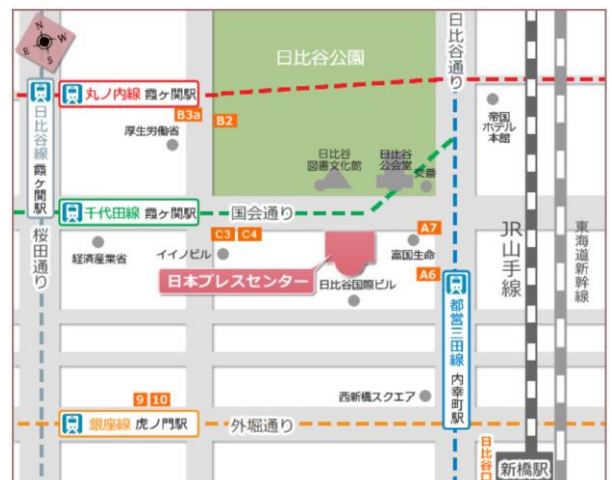 N
W
E
S
日比谷公園
日比谷通り
丸ノ内線 霞ヶ関駅
B3a
B2
厚生労働省
帝国
ホテル
本館
日比谷線 霞ヶ関駅
日比谷
図書文化館
日比谷
公会堂
交番
千代田線 霞ヶ関駅
国会通り
桜田通り
C3
C4
A7
JR山手線
東海道新幹線
経済産業省
イイノビル
富国生命
日本プレスセンター
日比谷国際ビル
A6
都営三田線 内幸町駅
9
10
西新橋スクエア
銀座線 虎ノ門駅
外堀通り
日比谷口
新橋駅